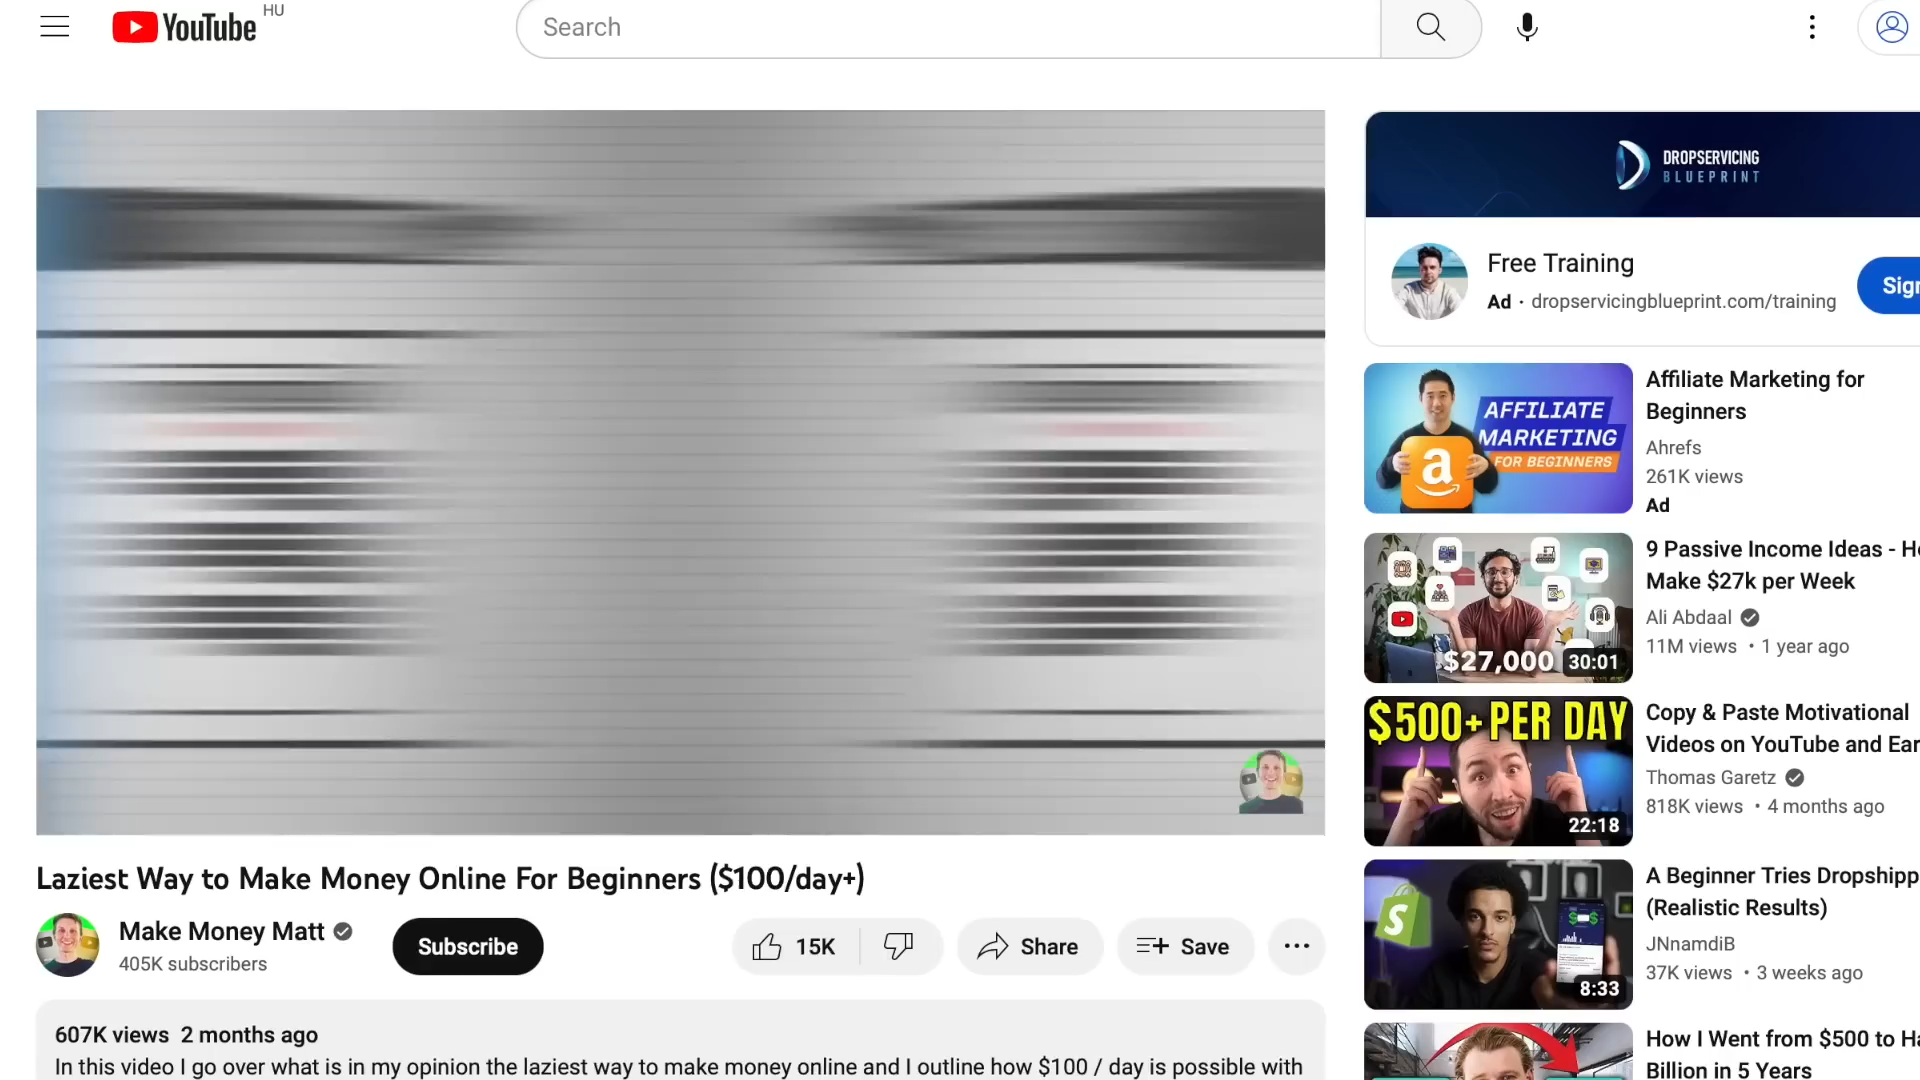 YouTube HU
Search
DROPSERVICING
BLUEPRINT
Free Training
Ad · dropservicingblueprint.com/training
AFFILIATE
MARKETING
FOR BEGINNERS
a
Affiliate Marketing for
Beginners
Ahrefs
261K views
Ad
$27,000
30:01
9 Passive Income Ideas -
Make $27k per Week
Ali Abdaal
11M views • 1 year ago
$500+ PER DAY
22:18
Copy & Paste Motivational
Videos on YouTube and
Thomas Garetz
818K views • 4 months ago
S
8:33
A Beginner Tries
(Realistic Results)
JNnamdiB
37K views • 3 weeks ago
How I Went from $500 to
Billion in 5 Years
Laziest Way to Make Money Online For Beginners ($100/day+)
Make Money Matt
405K subscribers
Subscribe
15K
Share
Save
607K views 2 months ago
In this video I go over what is in my opinion the laziest way to make money online and I outline how $100 / day is possible with